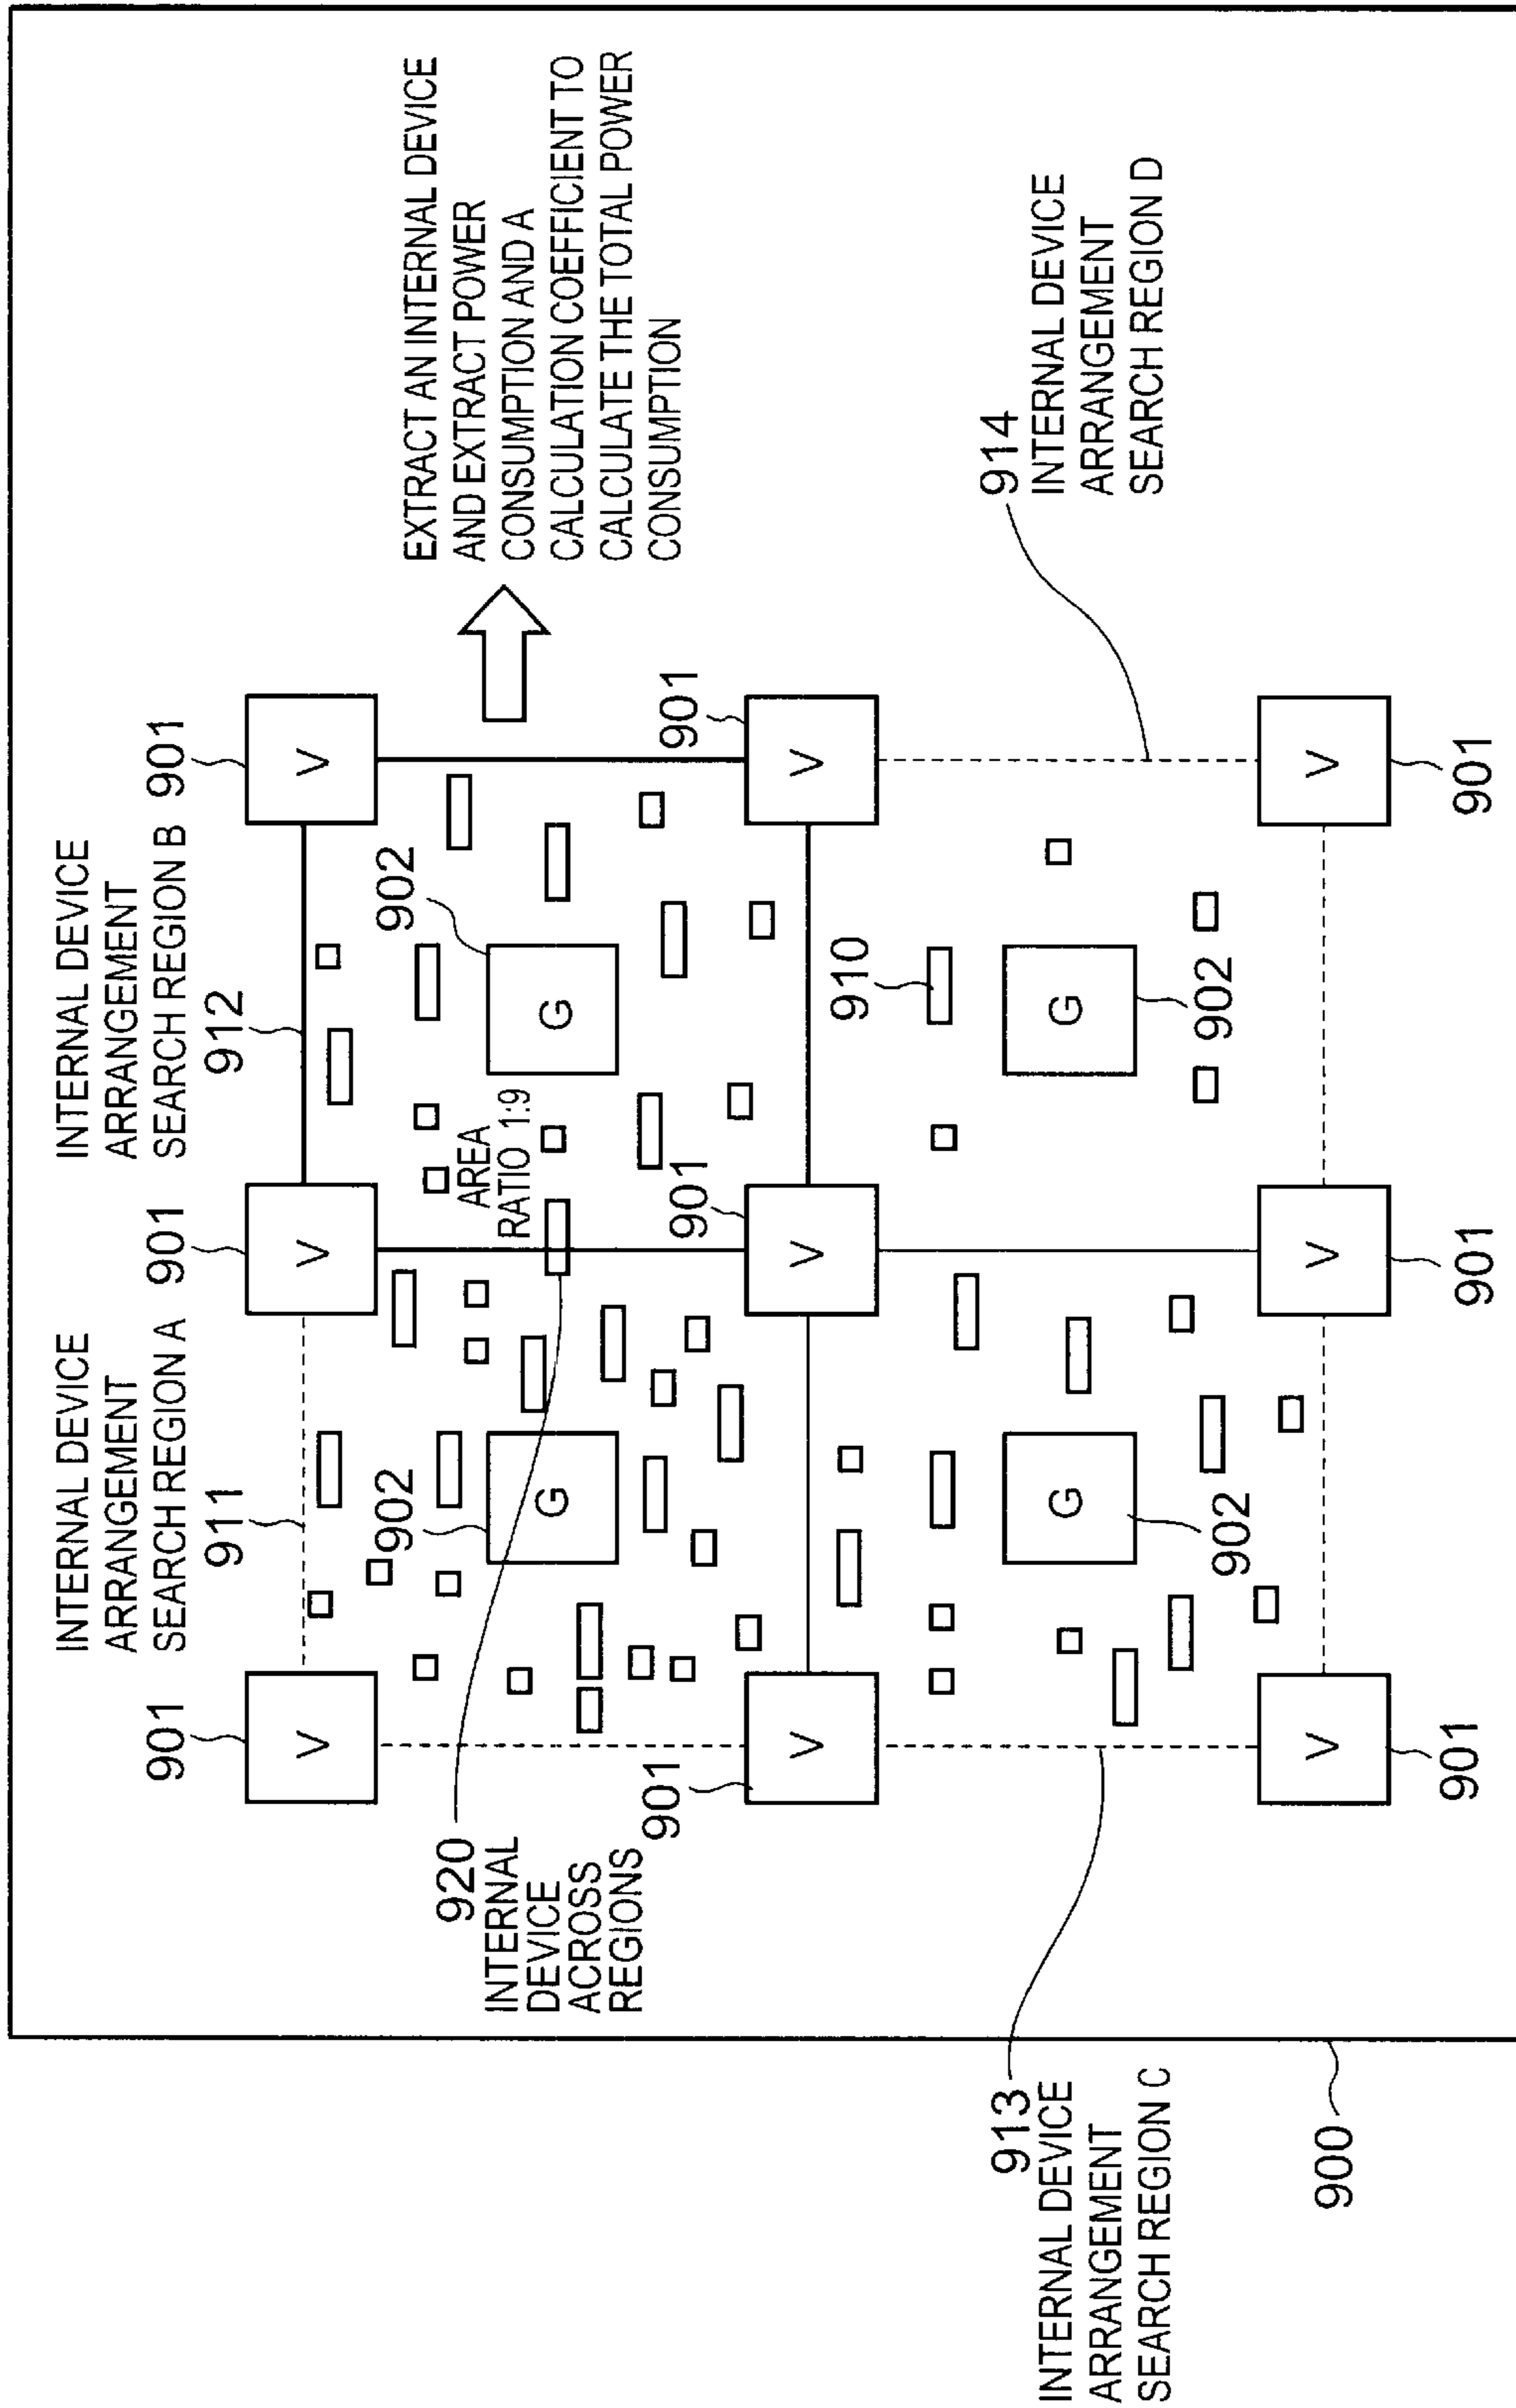 INTERNAL DEVICE
ARRANGEMENT
SEARCH REGION A
911
INTERNAL DEVICE
ARRANGEMENT
SEARCH REGION B
912
901
901
901
V
V
V
EXTRACT AN INTERNAL DEVICE
AND EXTRACT POWER
CONSUMPTION AND A
CALCULATION COEFFICIENT TO
CALCULATE THE TOTAL POWER
CONSUMPTION
902
902
AREA
RATIO 1:9
G
G
920
INTERNAL
DEVICE
ACROSS
REGIONS
901
901
901
V
V
V
910
914
INTERNAL DEVICE
ARRANGEMENT
SEARCH REGION D
G
G
902
902
913
INTERNAL DEVICE
ARRANGEMENT
SEARCH REGION C
V
V
V
901
901
901
900